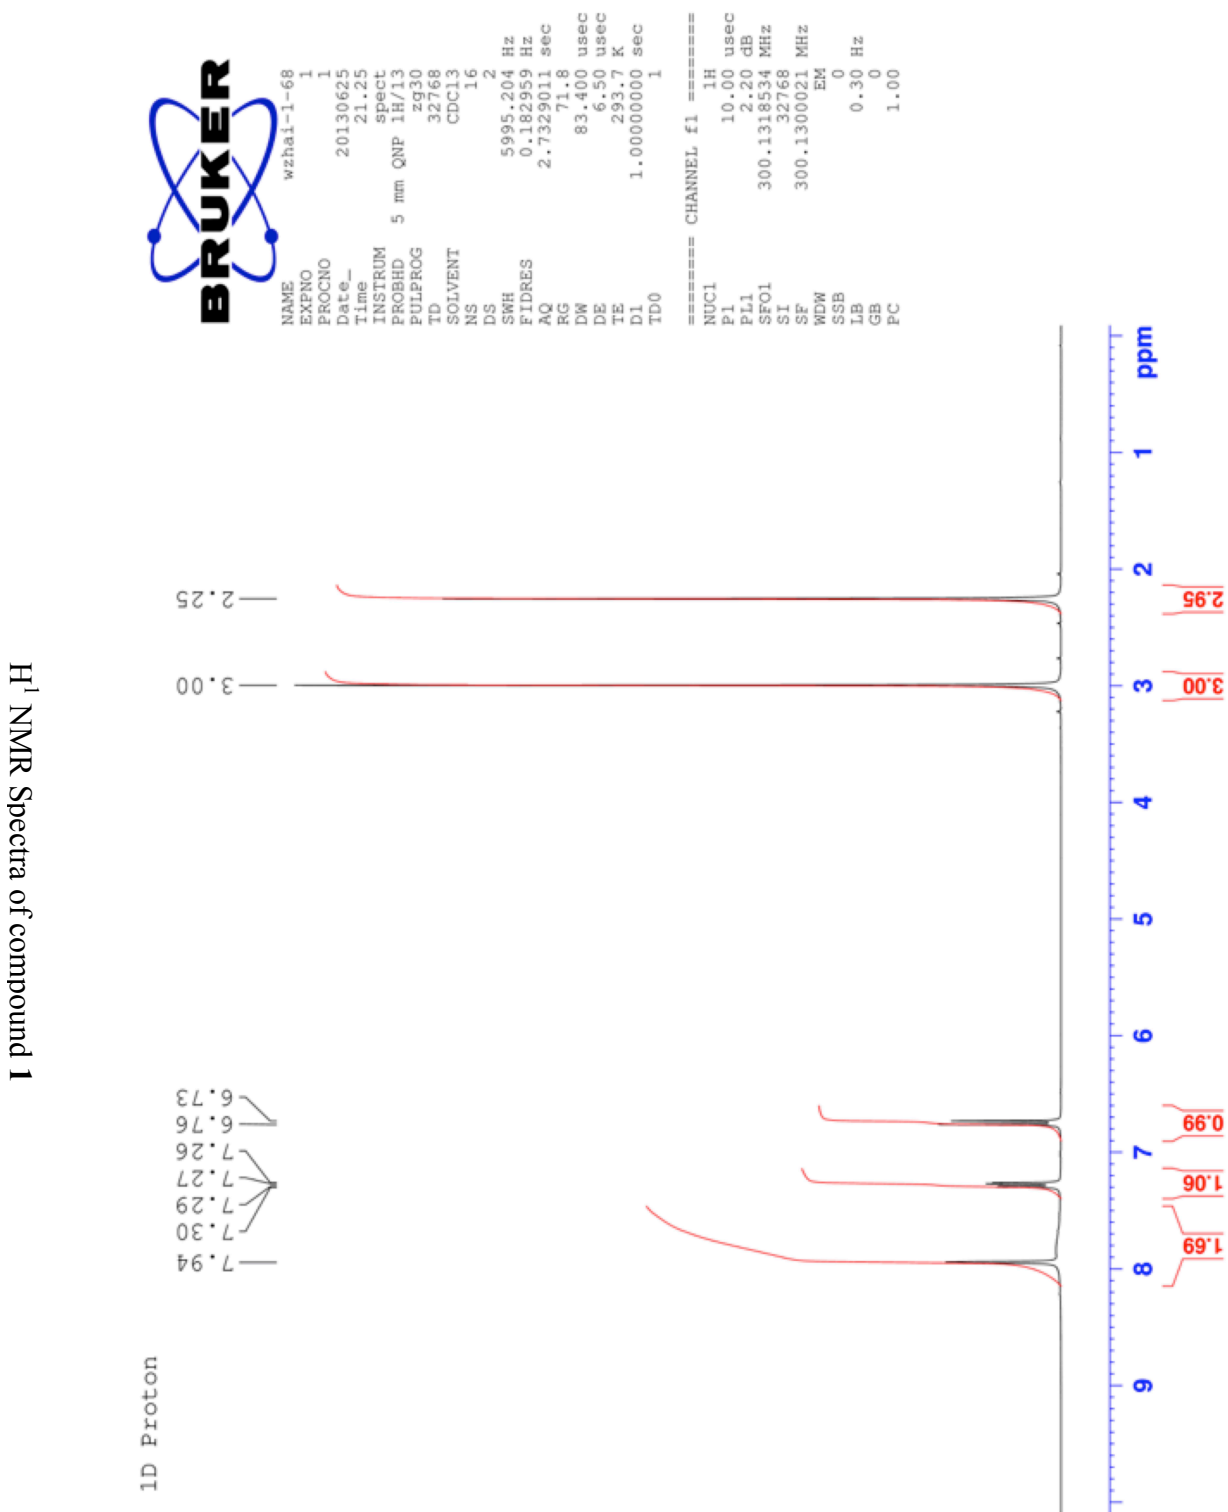 H¹ NMR Spectra of compound 1
1D Proton
BRUKER
NAME wzhai-1-68
EXPNO 1
PROCNO 1
Date_ 20130625
Time 21.25
INSTRUM spect
PROBHD 5 mm QNP 1H/13
PULPROG zg30
TD 32768
SOLVENT CDCl3
NS 16
DS 2
SWH 5995.204 Hz
FIDRES 0.182959 Hz
AQ 2.7329011 sec
RG 71.8
DW 83.400 usec
DE 6.50 usec
TE 293.7 K
D1 1.00000000 sec
TD0 1
======== CHANNEL f1 ========
NUC1 1H
P1 10.00 usec
PL1 2.20 dB
SFO1 300.1318534 MHz
SI 32768
SF 300.1300021 MHz
WDW EM
SSB 0
LB 0.30 Hz
GB 0
PC 1.00
7.94
7.30
7.29
7.27
7.26
6.76
6.73
3.00
2.25
9 8 7 6 5 4 3 2 1 ppm
1.69
1.06
0.99
3.00
2.95